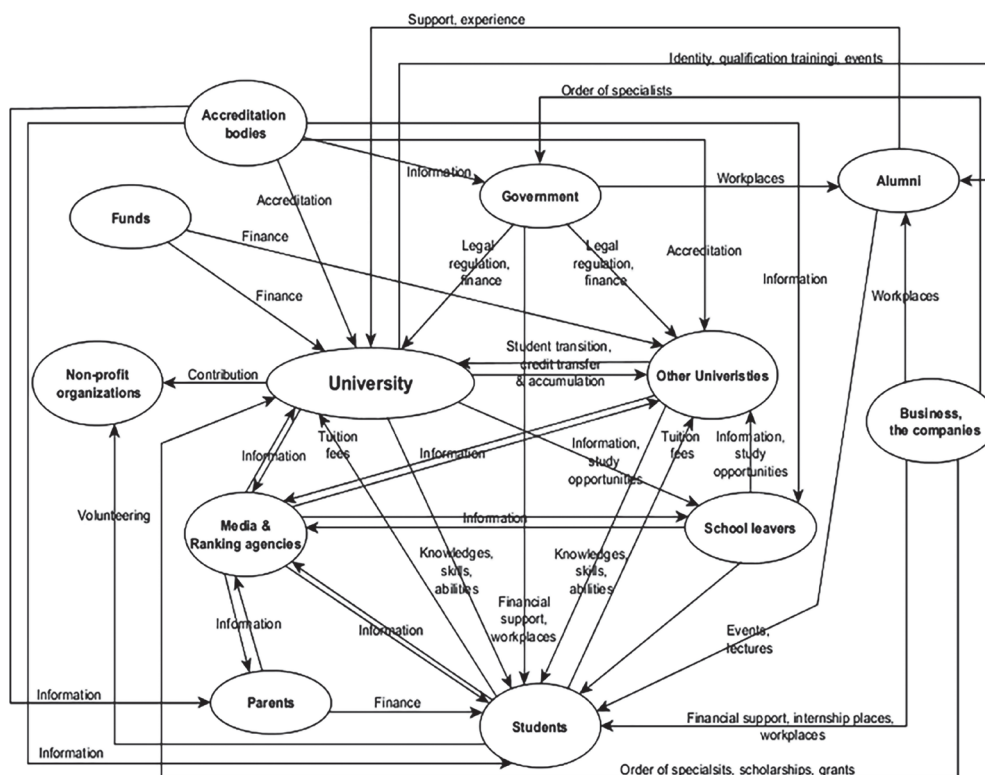 Support, experience
Identity, qualification trainingi, events
Accreditation
bodies
Order of specialists
Information
Government
Workplaces
Alumni
Accreditation
Funds
Finance
Legal
regulation,
finance
Legal
regulation,
finance
Accreditation
Information
Finance
Workplaces
Student transition,
credit transfer
& accumulation
Non-profit
organizations
Contribution
University
Other Univeristies
Business,
the companies
Tuition
fees
Information
Information
Information,
study
opportunities
Tuition
fees
Information,
study
opportunities
Volunteering
Media &
Ranking agencies
Information
School leavers
Knowledges,
skills,
abilities
Knowledges,
skills,
abilities
Financial
support,
workplaces
Information
Information
Events,
lectures
Information
Parents
Finance
Students
Financial support, internship places,
workplaces
Information
Order of specialsits, scholarships, grants